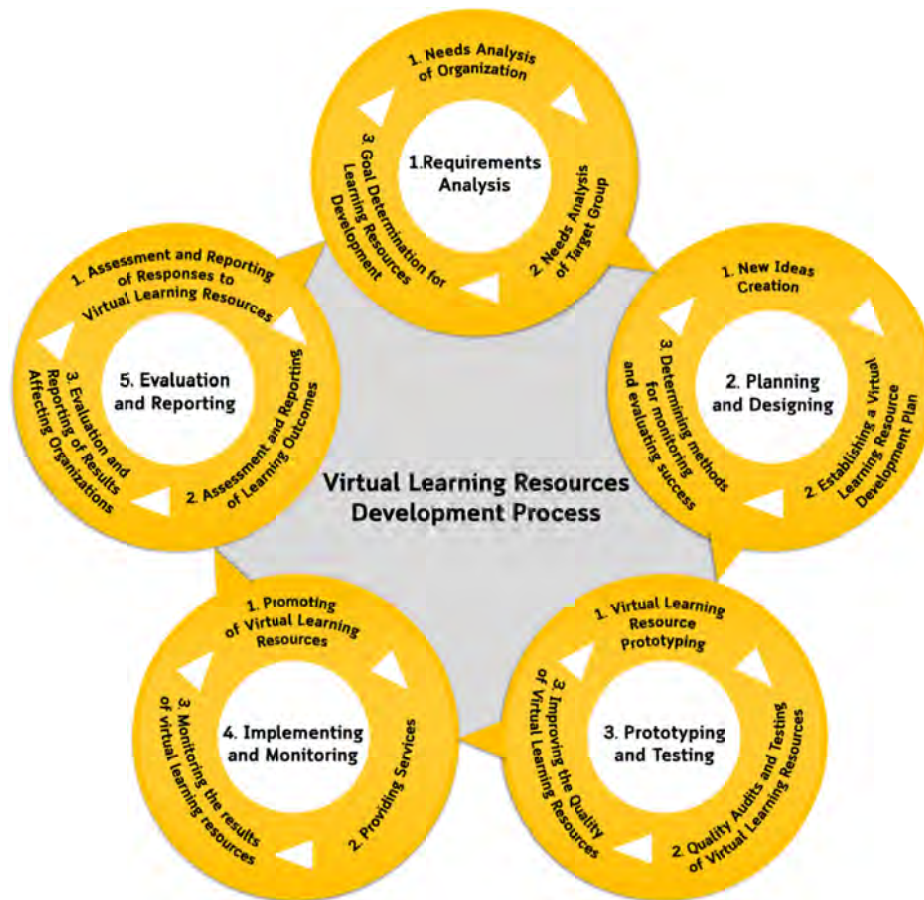 1. Needs Analysis
of Organization
1.Requirements
Analysis
2. Needs Analysis
of Target Group
3. Goal Determination for
Learning Resources
Development
1. New Ideas
Creation
2. Planning
and Designing
2. Establishing a Virtual
Learning Resource
Development Plan
3. Determining methods
for monitoring
and evaluating success
1. Virtual Learning
Resource
Prototyping
3. Prototyping
and Testing
2. Quality Audits and Testing
of Virtual Learning Resources
3. Improving the Quality
of Virtual Learning Resources
1. Promoting
of Virtual Learning
Resources
4. Implementing
and Monitoring
2. Providing Services
3. Monitoring the results
of virtual learning resources
1. Assessment and Reporting
of Responses to
Virtual Learning Resources
5. Evaluation
and Reporting
2. Assessment and Reporting
of Learning Outcomes
3. Evaluation and
Reporting of Results
Affecting Organizations
Virtual Learning Resources
Development Process